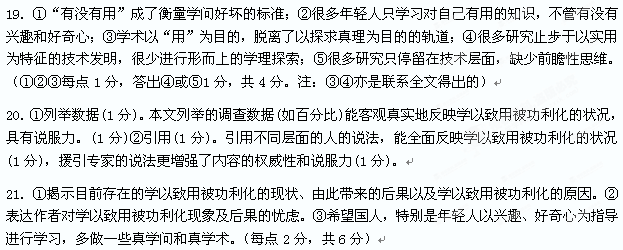 19. ①“有没有用”成了衡量学问好坏的标准；②很多年轻人只学习对自己有用的知识，不管有没有
兴趣和好奇心；③学术以“用”为目的，脱离了以探求真理为目的的轨道；④很多研究止步于以实用
为特征的技术发明，很少进行形而上的学理探索；⑤很多研究只停留在技术层面，缺少前瞻性思维。
（①②③每点 1 分，答出④或⑤1 分，共 4 分。注：③④亦是联系全文得出的）
20. ①列举数据(1 分)。本文列举的调查数据(如百分比)能客观真实地反映学以致用被功利化的状况，
具有说服力。(1 分)②引用(1 分)。引用不同层面的人的说法，能全面反映学以致用被功利化的状况
(1 分)，援引专家的说法更增强了内容的权威性和说服力(1 分)。
21. ①揭示目前存在的学以致用被功利化的现状、由此带来的后果以及学以致用被功利化的原因。②
表达作者对学以致用被功利化现象及后果的忧虑。③希望国人，特别是年轻人以兴趣、好奇心为指导
进行学习，多做一些真学问和真学术。（每点 2 分，共 6 分）